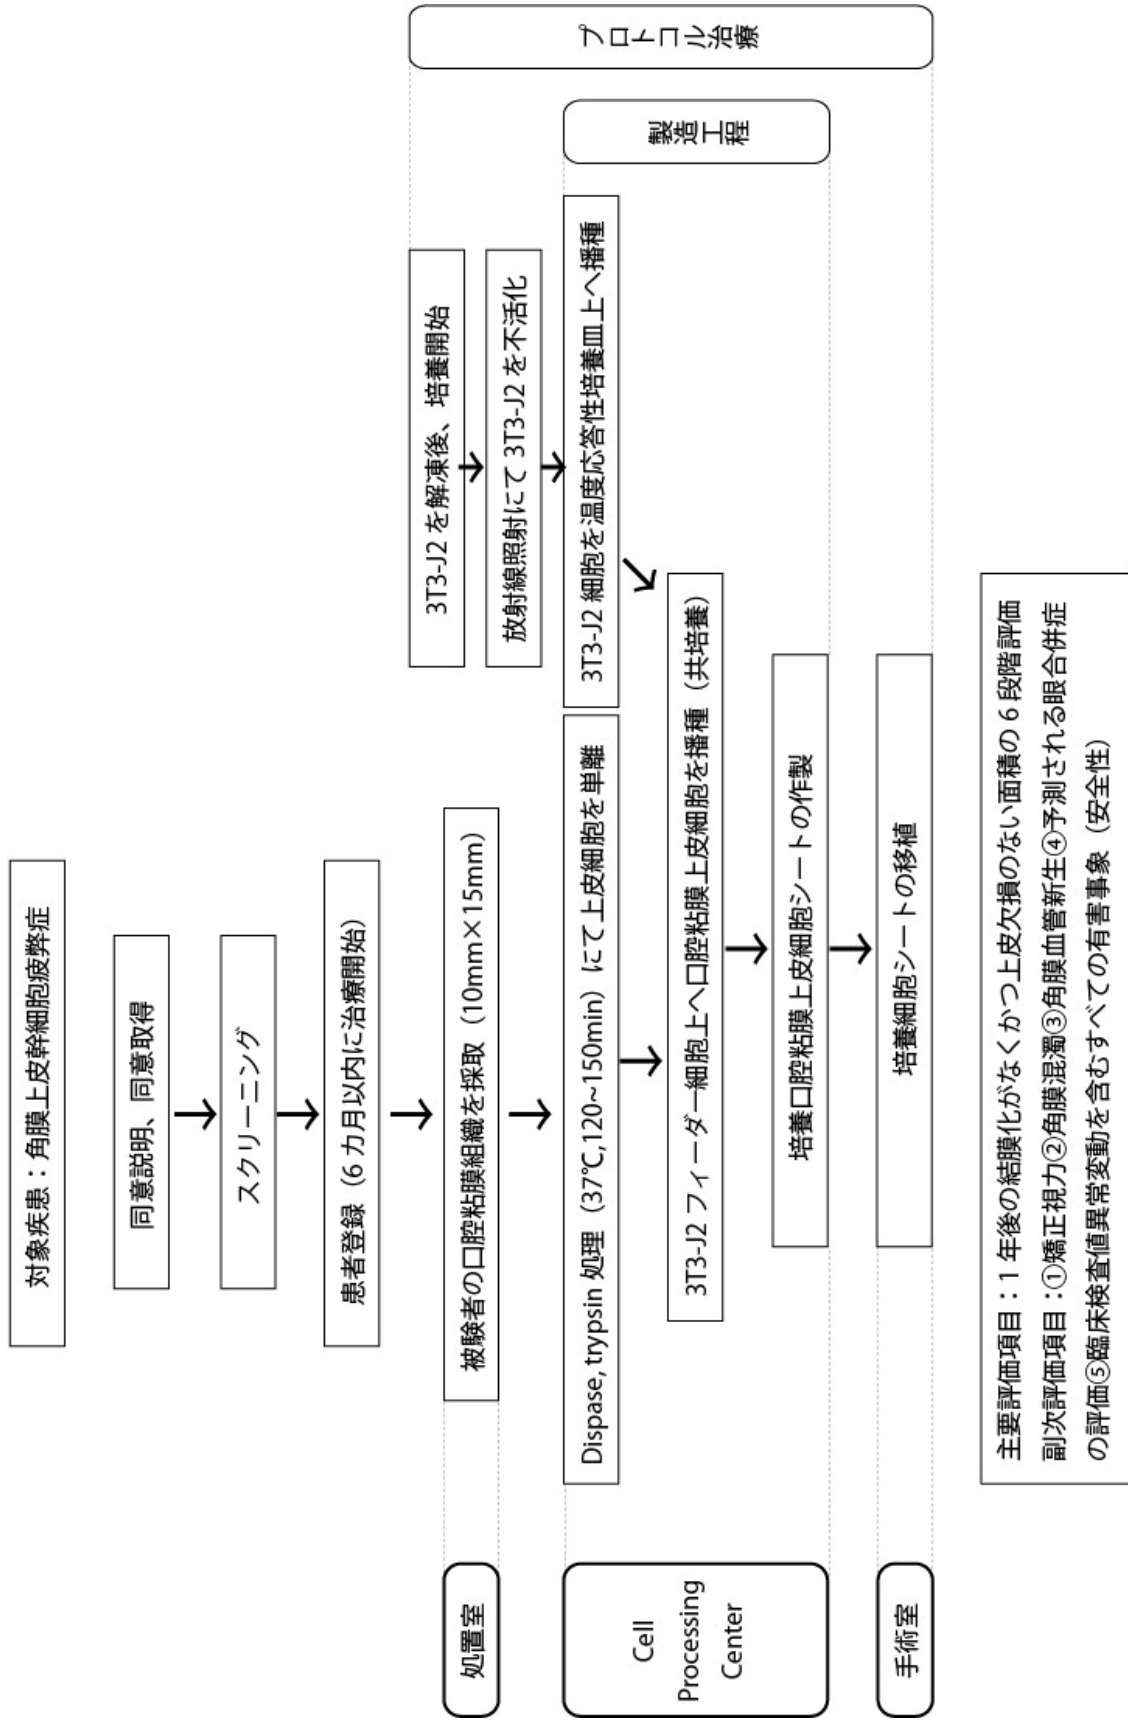 対象疾患：角膜上皮幹細胞疲弊症
同意説明、同意取得
スクリーニング
患者登録（6 カ月以内に治療開始）
処置室
被験者の口腔粘膜組織を採取（10mm×15mm）
3T3-J2 を解凍後、培養開始
放射線照射にて 3T3-J2 を不活化
Cell
Processing
Center
Dispase, trypsin 処理（37℃,120~150min）にて上皮細胞を単離
3T3-J2 細胞を温度応答性培養皿上へ播種
3T3-J2 フィーダー細胞上へ口腔粘膜上皮細胞を播種（共培養）
培養口腔粘膜上皮細胞シートの作製
製造工程
プロトコル治療
手術室
培養細胞シートの移植
主要評価項目：1 年後の結膜化がなくかつ上皮欠損のない面積の 6 段階評価
副次評価項目：①矯正視力②角膜混濁③角膜血管新生④予測される眼合併症
の評価⑤臨床検査値異常変動を含むすべての有害事象（安全性）